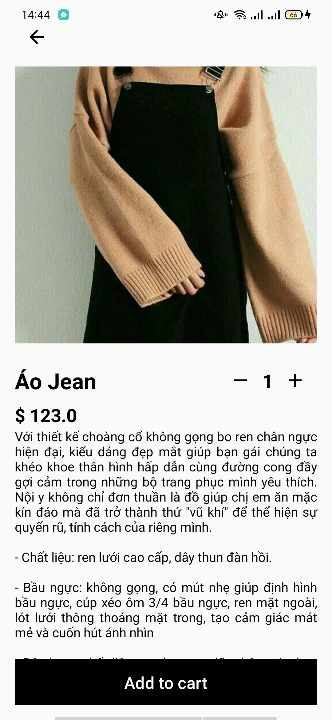 14:44
66
Áo Jean
1
$ 123.0
Với thiết kế choàng cổ không gọng bo ren chân ngực
hiện đại, kiểu dáng đẹp mắt giúp bạn gái chúng ta
khéo khoe thân hình hấp dẫn cùng đường cong đầy
gợi cảm trong những bộ trang phục mình yêu thích.
Nội y không chỉ đơn thuần là đồ giúp chị em ăn mặc
kín đáo mà đã trở thành thứ "vũ khí" để thể hiện sự
quyến rũ, tính cách của riêng mình.
- Chất liệu: ren lưới cao cấp, dây thun đàn hồi.
- Bầu ngực: không gọng, có mút nhẹ giúp định hình
bầu ngực, cúp xéo ôm 3/4 bầu ngực, ren mặt ngoài,
lót lưới thông thoáng mặt trong, tạo cảm giác mát
mẻ và cuốn hút ánh nhìn
Add to cart